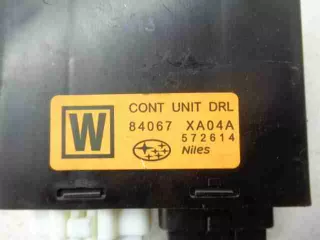 W
CONT UNIT DRL
84067 XA04A
572614
Niles